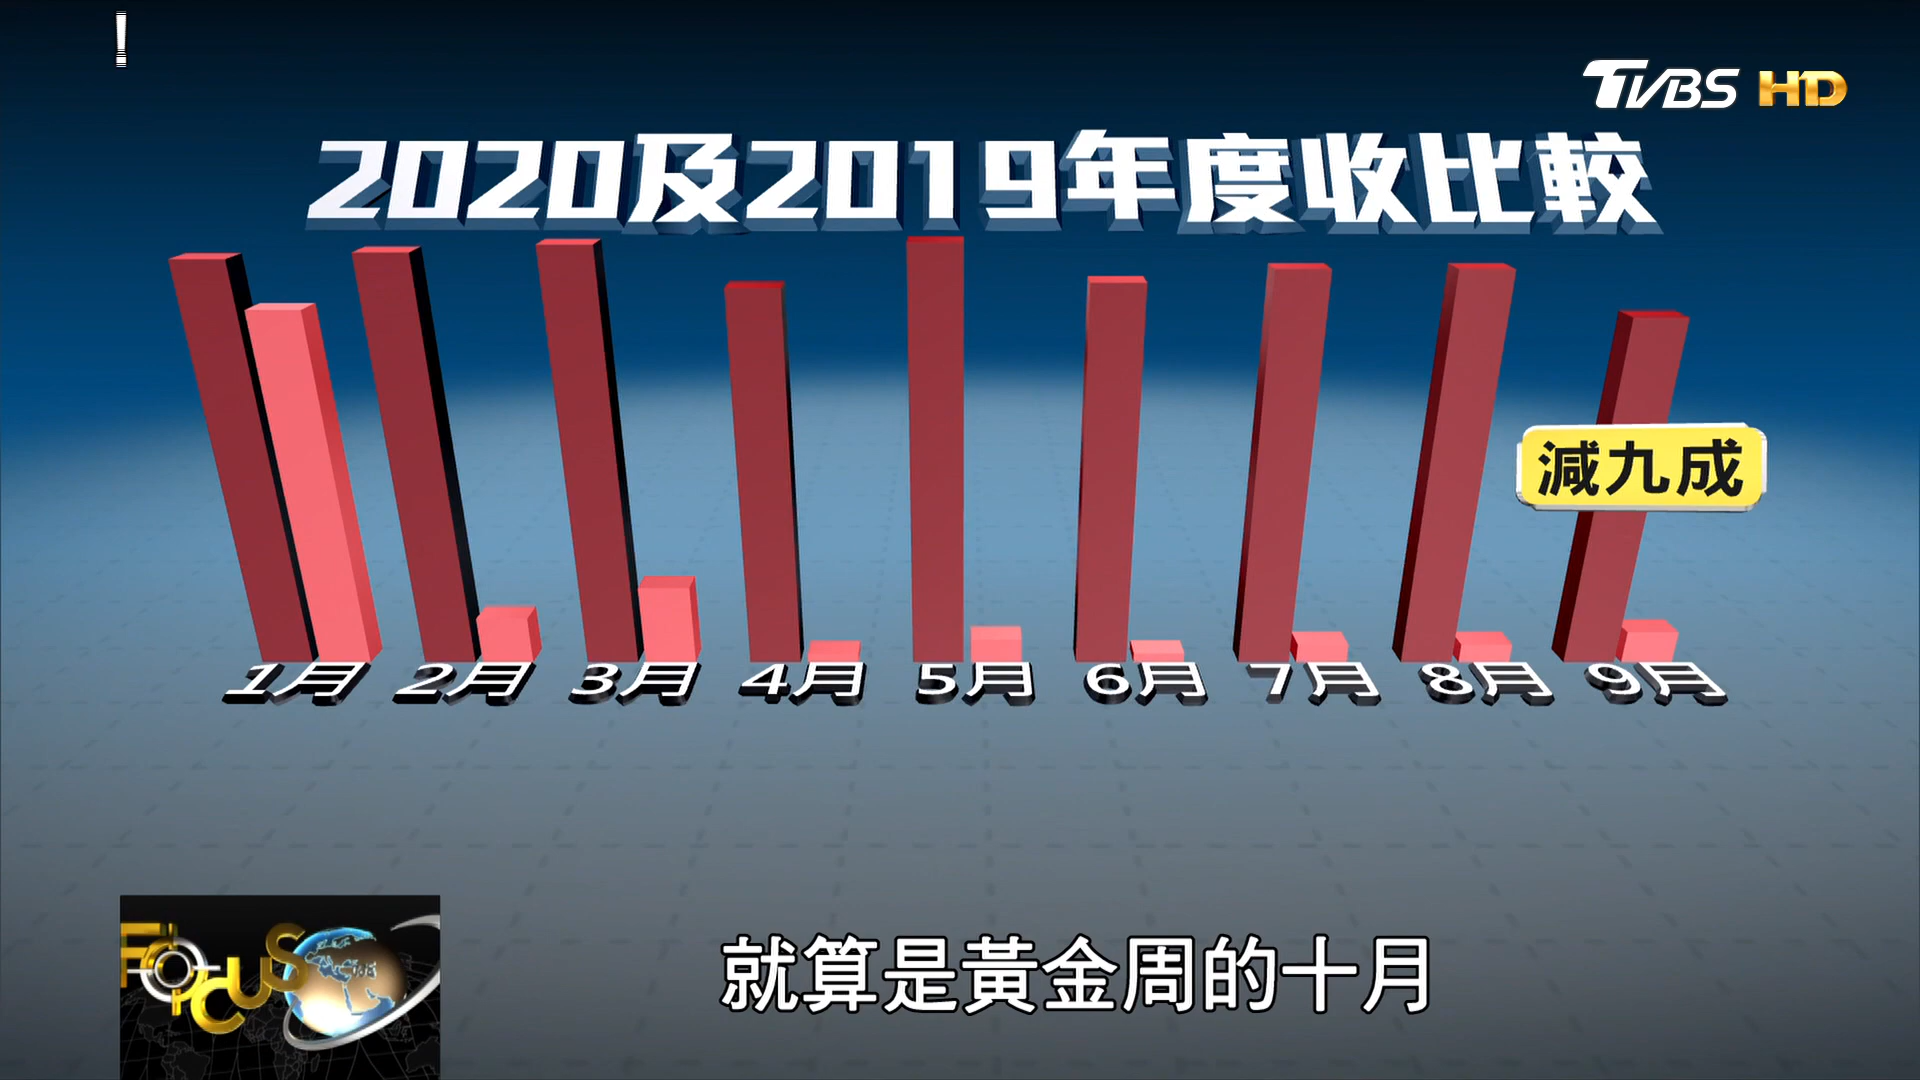 !
TVBS HD
2020及2019年度收比較
減九成
1月 2月 3月 4月 5月 6月 7月 8月 9月
FOCUS
就算是黃金周的十月